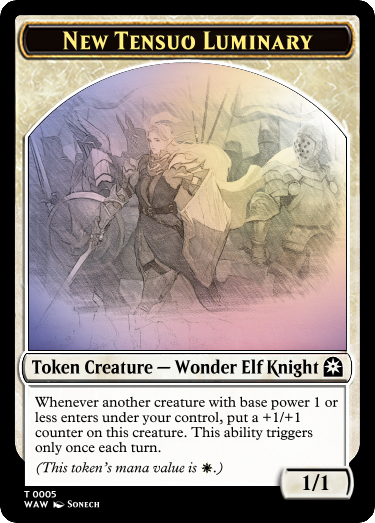 New Tensuo Luminary
Token Creature — Wonder Elf Knight
Whenever another creature with base power 1 or
less enters under your control, put a +1/+1
counter on this creature. This ability triggers
only once each turn.
(This token's mana value is .)
1/1
T 0005
WAW Sonech